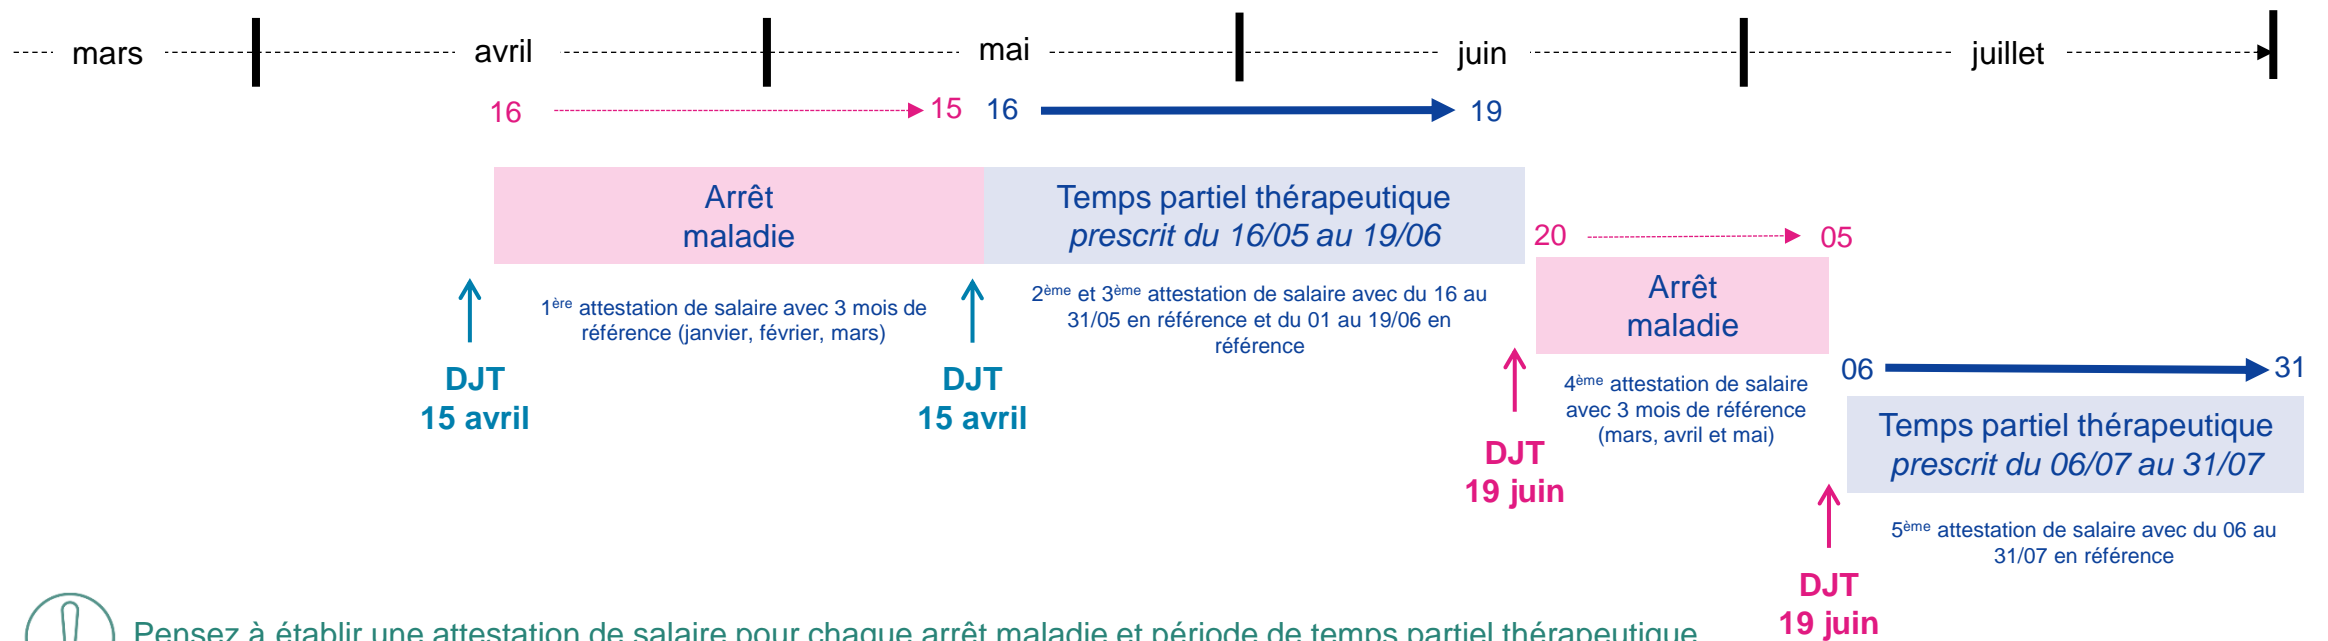 mars
avril
mai
juin
juillet
16
15
16
19
Arrêt
maladie
Temps partiel thérapeutique
prescrit du 16/05 au 19/06
20
05
1ère attestation de salaire avec 3 mois de
référence (janvier, février, mars)
2ème et 3ème attestation de salaire avec du 16 au
31/05 en référence et du 01 au 19/06 en
référence
Arrêt
maladie
DJT
15 avril
DJT
15 avril
06
31
4ème attestation de salaire
avec 3 mois de référence
(mars, avril et mai)
Temps partiel thérapeutique
prescrit du 06/07 au 31/07
DJT
19 juin
5ème attestation de salaire avec du 06 au
31/07 en référence
DJT
19 juin
Pensez à établir une attestation de salaire pour chaque arrêt maladie et période de temps partiel thérapeutique